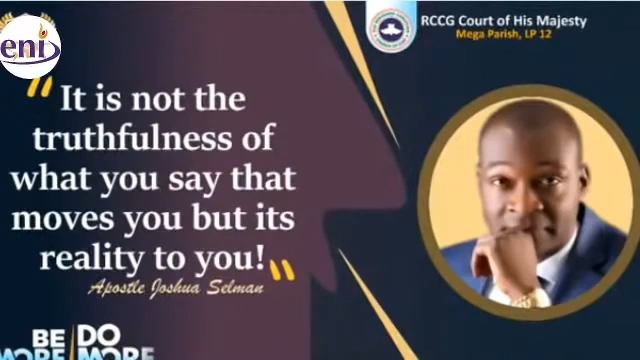 eni
RCCG Court of His Majesty
Mega Parish, LP 12
"It is not the
truthfulness of
what you say that
moves you but its
reality to you!"
Apostle Joshua Selman
BE DO
MORE MORE